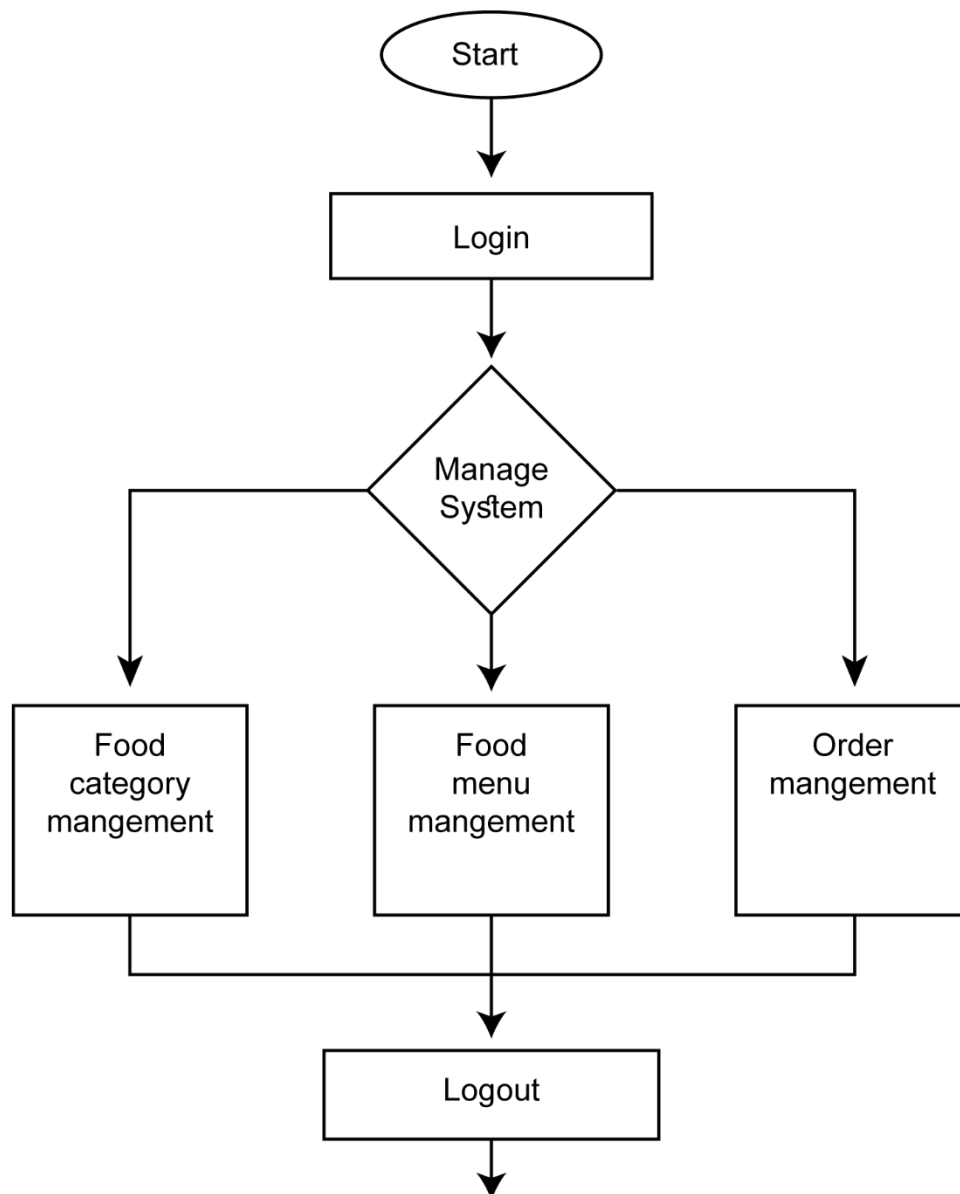 Start
Login
Manage
System
Food
category
mangement
Food
menu
mangement
Order
mangement
Logout